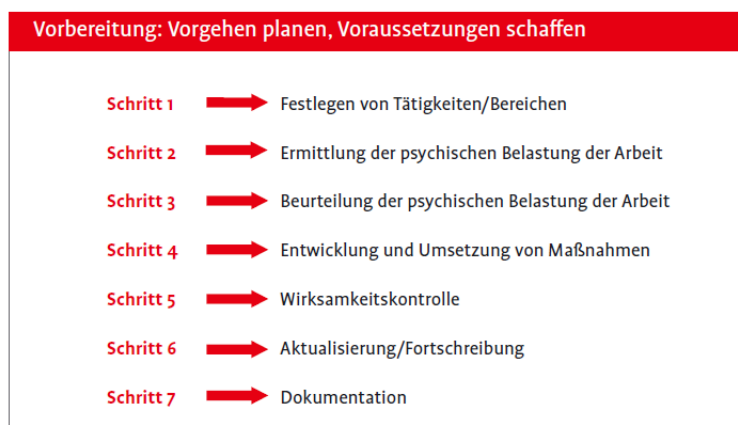 Vorbereitung: Vorgehen planen, Voraussetzungen schaffen
Schritt 1 Festlegen von Tätigkeiten/Bereichen
Schritt 2 Ermittlung der psychischen Belastung der Arbeit
Schritt 3 Beurteilung der psychischen Belastung der Arbeit
Schritt 4 Entwicklung und Umsetzung von Maßnahmen
Schritt 5 Wirksamkeitskontrolle
Schritt 6 Aktualisierung/Fortschreibung
Schritt 7 Dokumentation